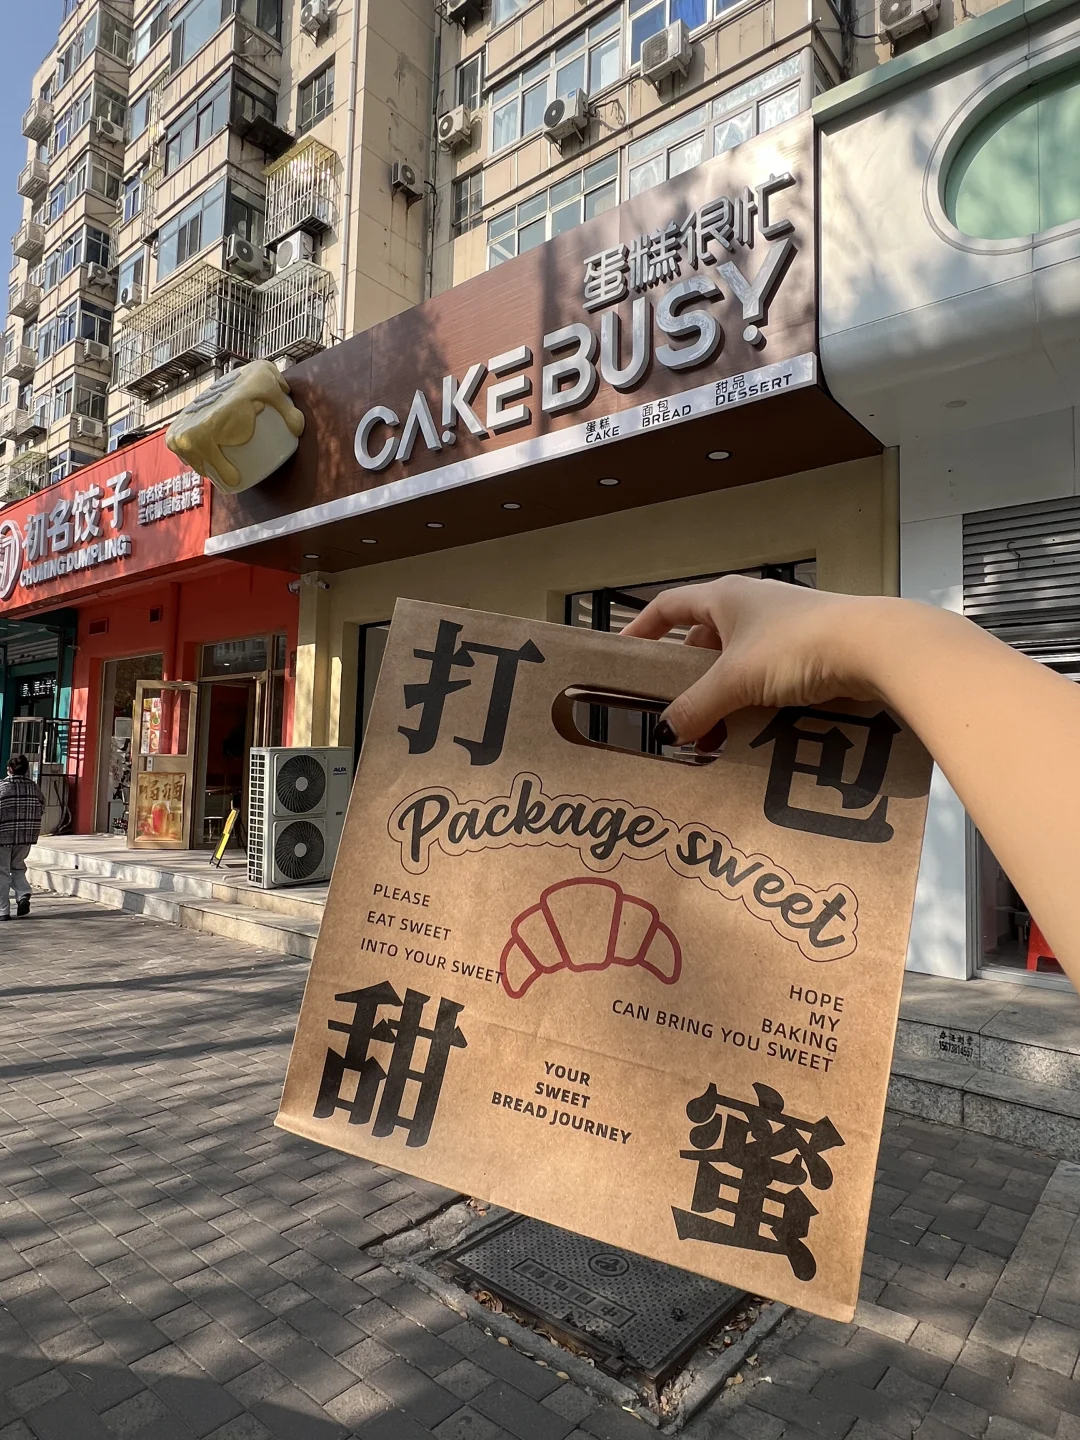 蛋糕很忙
CAKEBUSY
蛋糕 面包 甜品
CAKE BREAD DESSERT
初名饺子
CHUMING DUMPLING
打包
Package sweet
PLEASE
EAT SWEET
INTO YOUR SWEET
HOPE
MY
BAKING
CAN BRING YOU SWEET
甜蜜
YOUR
SWEET
BREAD JOURNEY
AUX